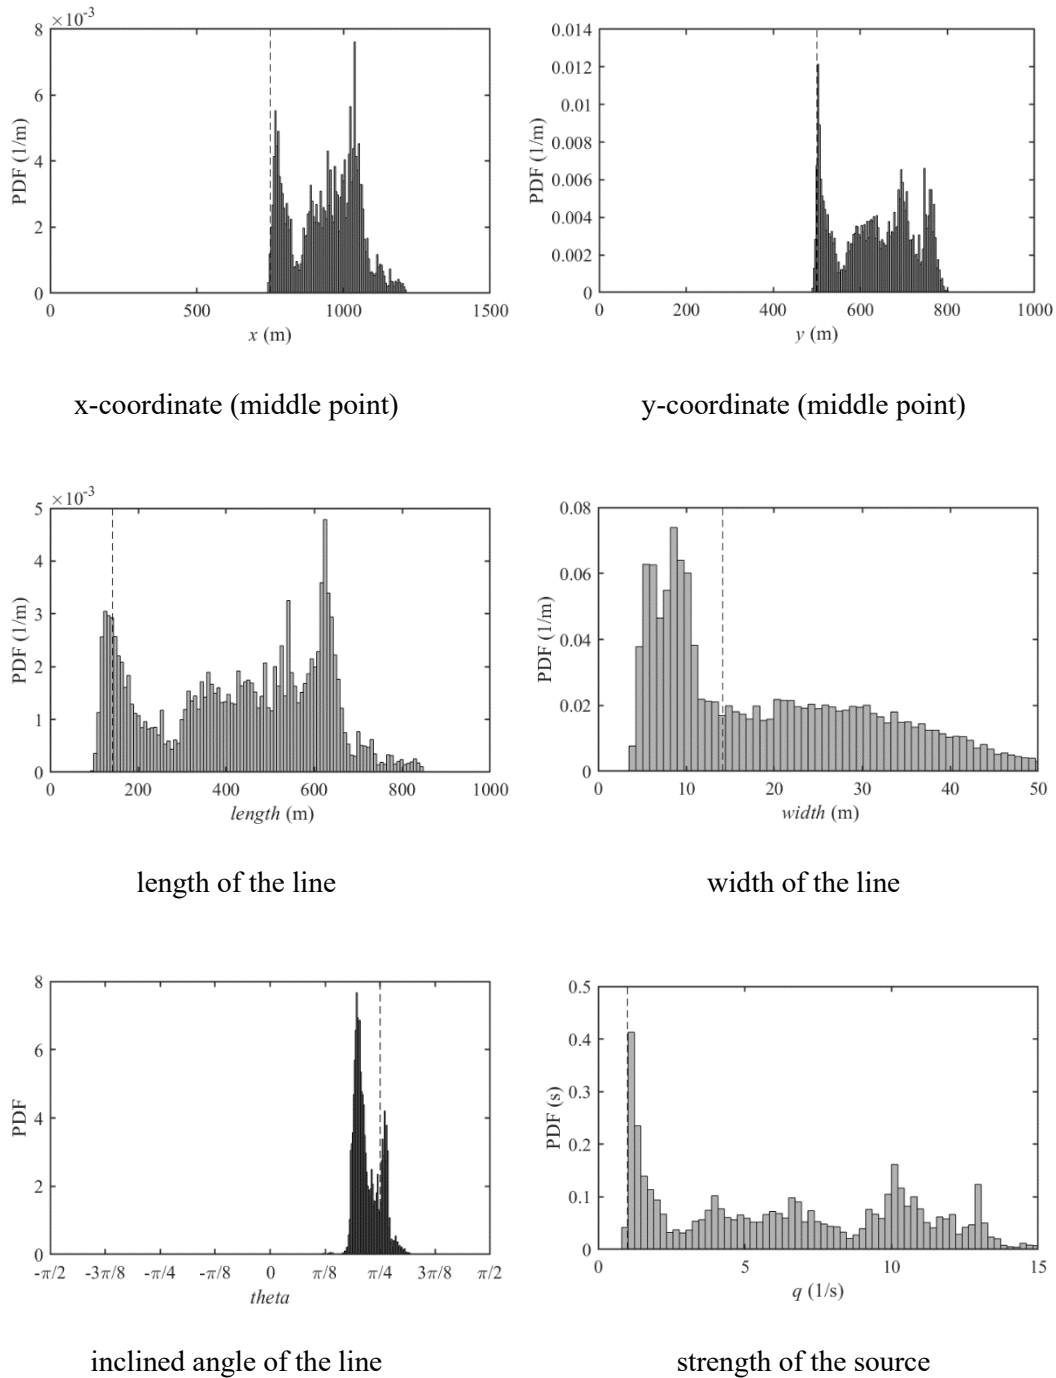 ×10⁻³
8
6
4
2
0
PDF (1/m)
0 500 1000 1500
x (m)
x-coordinate (middle point)
0.014
0.012
0.01
0.008
0.006
0.004
0.002
0
PDF (1/m)
0 200 400 600 800 1000
y (m)
y-coordinate (middle point)
×10⁻³
5
4
3
2
1
0
PDF (1/m)
0 200 400 600 800 1000
length (m)
length of the line
0.08
0.06
0.04
0.02
0
PDF (1/m)
0 10 20 30 40 50
width (m)
width of the line
8
6
4
2
0
PDF
-π/2 -3π/8 -π/4 -π/8 0 π/8 π/4 3π/8 π/2
theta
inclined angle of the line
0.5
0.4
0.3
0.2
0.1
0
PDF (s)
0 5 10 15
q (1/s)
strength of the source